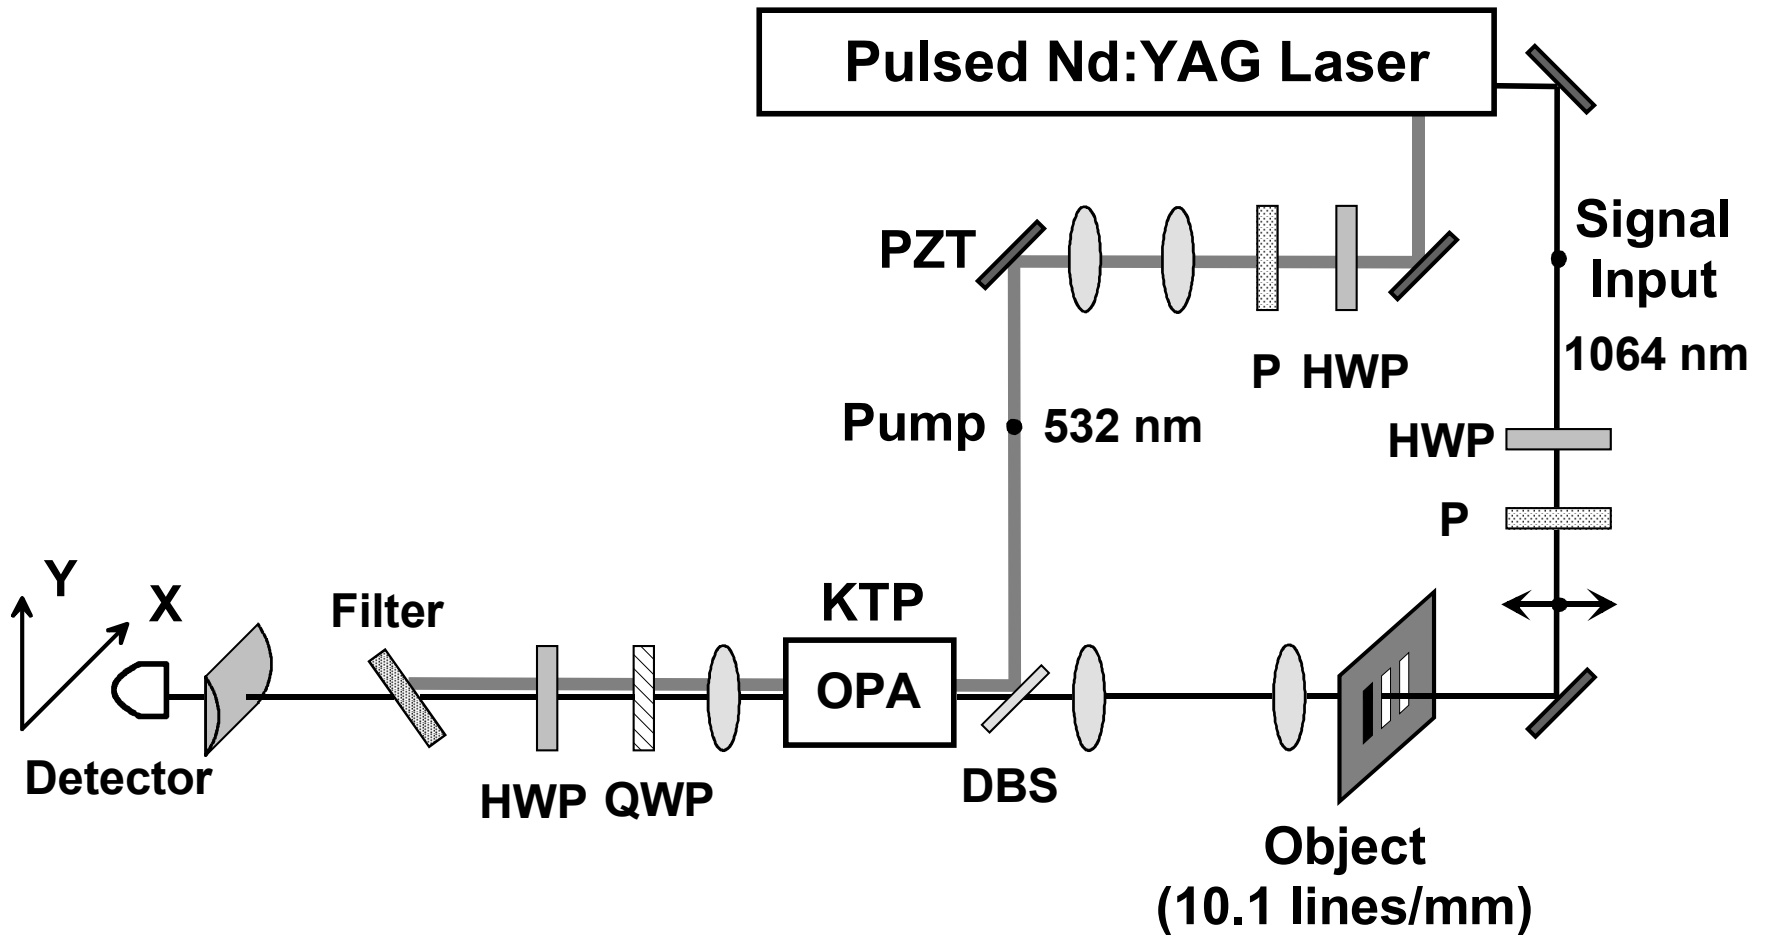 Pulsed Nd:YAG Laser
PZT
Signal
Input
1064 nm
P HWP
Pump 532 nm
HWP
P
Y
X
Filter
KTP
OPA
Detector
HWP QWP
DBS
Object
(10.1 lines/mm)